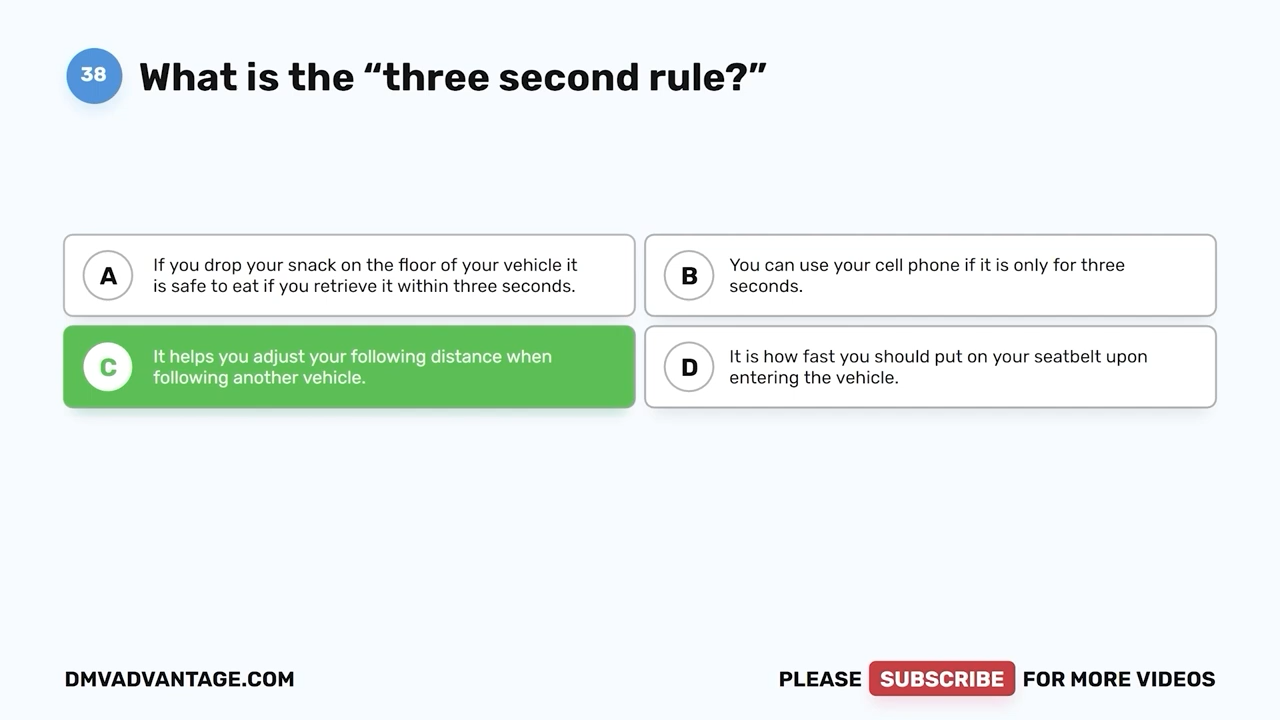 38
What is the “three second rule?”
A
If you drop your snack on the floor of your vehicle it
is safe to eat if you retrieve it within three seconds.
B
You can use your cell phone if it is only for three
seconds.
C
It helps you adjust your following distance when
following another vehicle.
D
It is how fast you should put on your seatbelt upon
entering the vehicle.
DMVADVANTAGE.COM
PLEASE SUBSCRIBE FOR MORE VIDEOS